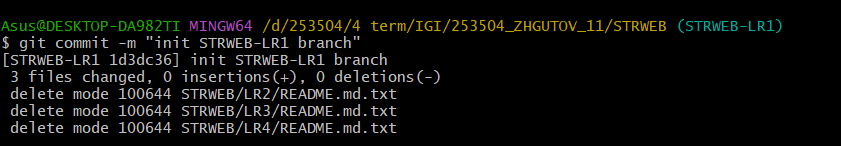 Asus@DESKTOP-DA982TI MINGW64 /d/253504/4 term/IGI/253504_ZHGUTOV_11/STRWEB (STRWEB-LR1)
$ git commit -m "init STRWEB-LR1 branch"
[STRWEB-LR1 1d3dc36] init STRWEB-LR1 branch
3 files changed, 0 insertions(+), 0 deletions(-)
delete mode 100644 STRWEB/LR2/README.md.txt
delete mode 100644 STRWEB/LR3/README.md.txt
delete mode 100644 STRWEB/LR4/README.md.txt